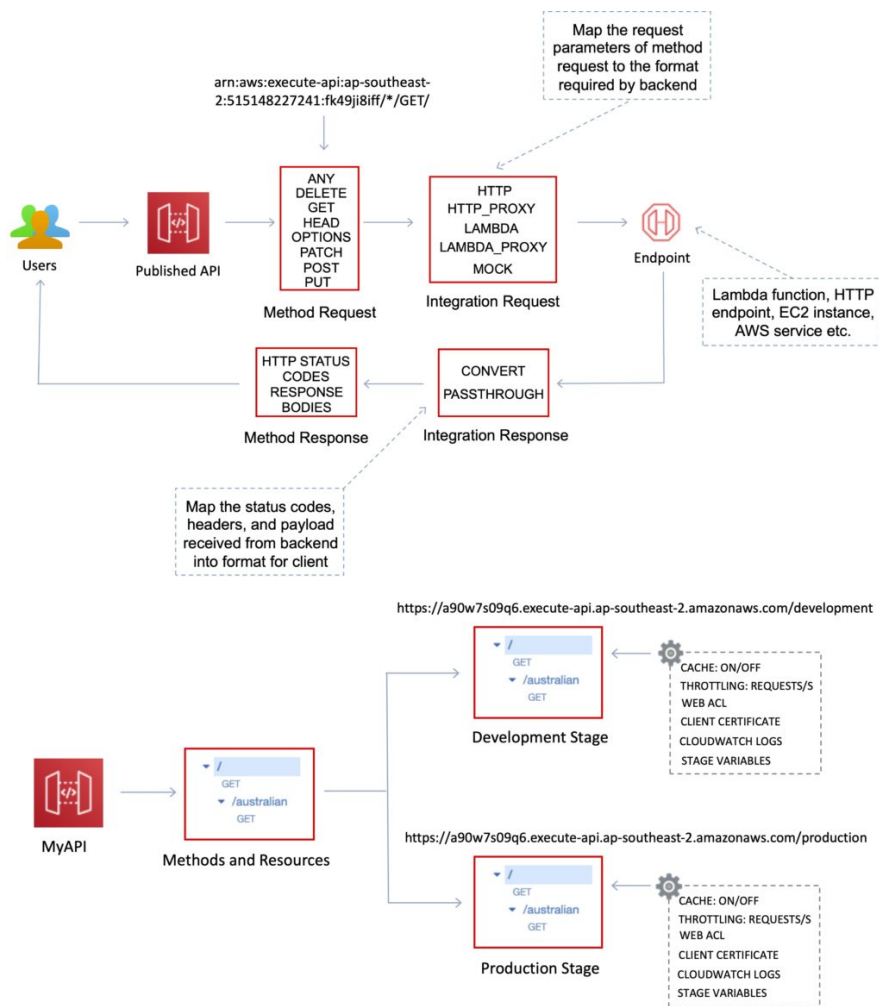 Map the request
parameters of method
request to the format
required by backend
arn:aws:execute-api:ap-southeast-
2:515148227241:fk49ji8iff/*/GET/
ANY
DELETE
GET
HEAD
OPTIONS
PATCH
POST
PUT
HTTP
HTTP_PROXY
LAMBDA
LAMBDA_PROXY
MOCK
Users
Published API
Method Request
Integration Request
Endpoint
Lambda function, HTTP
endpoint, EC2 instance,
AWS service etc.
HTTP STATUS
CODES
RESPONSE
BODIES
CONVERT
PASSTHROUGH
Method Response
Integration Response
Map the status codes,
headers, and payload
received from backend
into format for client
https://a90w7s09q6.execute-api.ap-southeast-2.amazonaws.com/development
/
GET
/australian
GET
Development Stage
CACHE: ON/OFF
THROTTLING: REQUESTS/S
WEB ACL
CLIENT CERTIFICATE
CLOUDWATCH LOGS
STAGE VARIABLES
MyAPI
/
GET
/australian
GET
Methods and Resources
https://a90w7s09q6.execute-api.ap-southeast-2.amazonaws.com/production
/
GET
/australian
GET
Production Stage
CACHE: ON/OFF
THROTTLING: REQUESTS/S
WEB ACL
CLIENT CERTIFICATE
CLOUDWATCH LOGS
STAGE VARIABLES